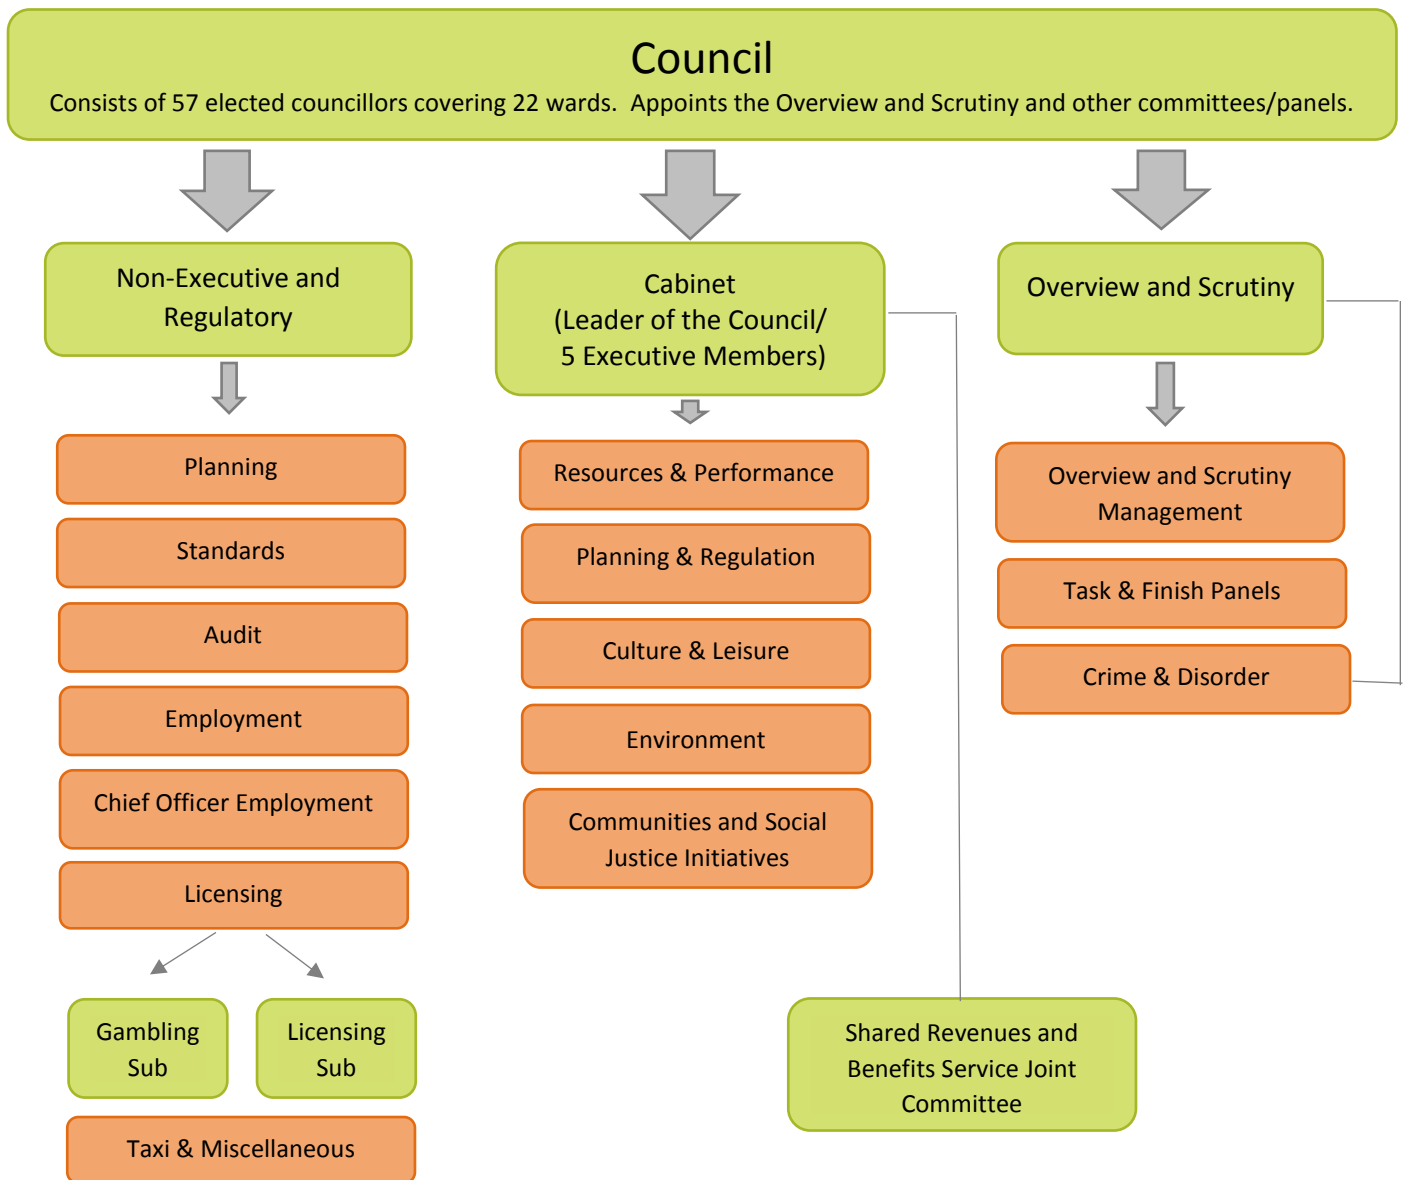 Council
Consists of 57 elected councillors covering 22 wards.  Appoints the Overview and Scrutiny and other committees/panels.
Non-Executive and
Regulatory
Planning
Standards
Audit
Employment
Chief Officer Employment
Licensing
Gambling
Sub
Licensing
Sub
Taxi & Miscellaneous
Cabinet
(Leader of the Council/
5 Executive Members)
Resources & Performance
Planning & Regulation
Culture & Leisure
Environment
Communities and Social
Justice Initiatives
Shared Revenues and
Benefits Service Joint
Committee
Overview and Scrutiny
Overview and Scrutiny
Management
Task & Finish Panels
Crime & Disorder